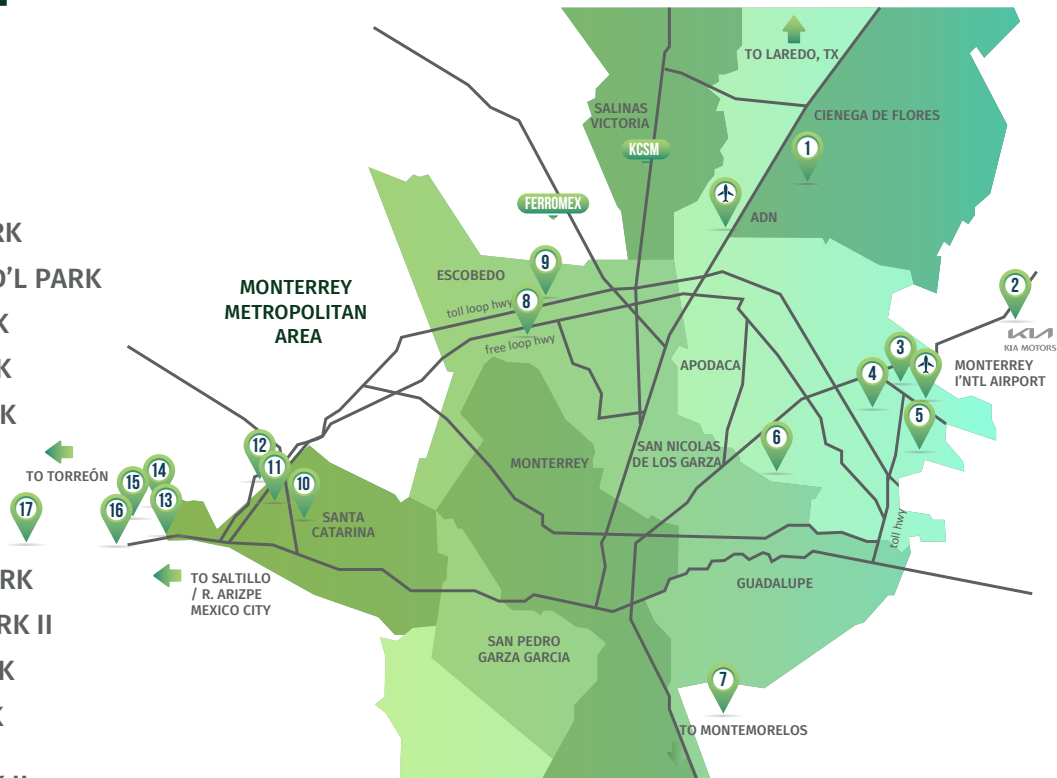 TO LAREDO, TX
SALINAS
VICTORIA
CIENEGA DE FLORES
KCSM
1
FERROMEX
ADN
RK
D’L PARK
K
K
K
MONTERREY
METROPOLITAN
AREA
ESCOBEDO
9
8
toll loop hwy
free loop hwy
2
KIA
KIA MOTORS
3
MONTERREY
I’NTL AIRPORT
4
APODACA
5
6
SAN NICOLAS
DE LOS GARZA
MONTERREY
12
11
10
TO TORREÓN
14
15
13
16
17
SANTA
CATARINA
toll hwy
TO SALTILLO
/ R. ARIZPE
MEXICO CITY
GUADALUPE
RK
RK II
K
K
SAN PEDRO
GARZA GARCIA
7
TO MONTEMORELOS